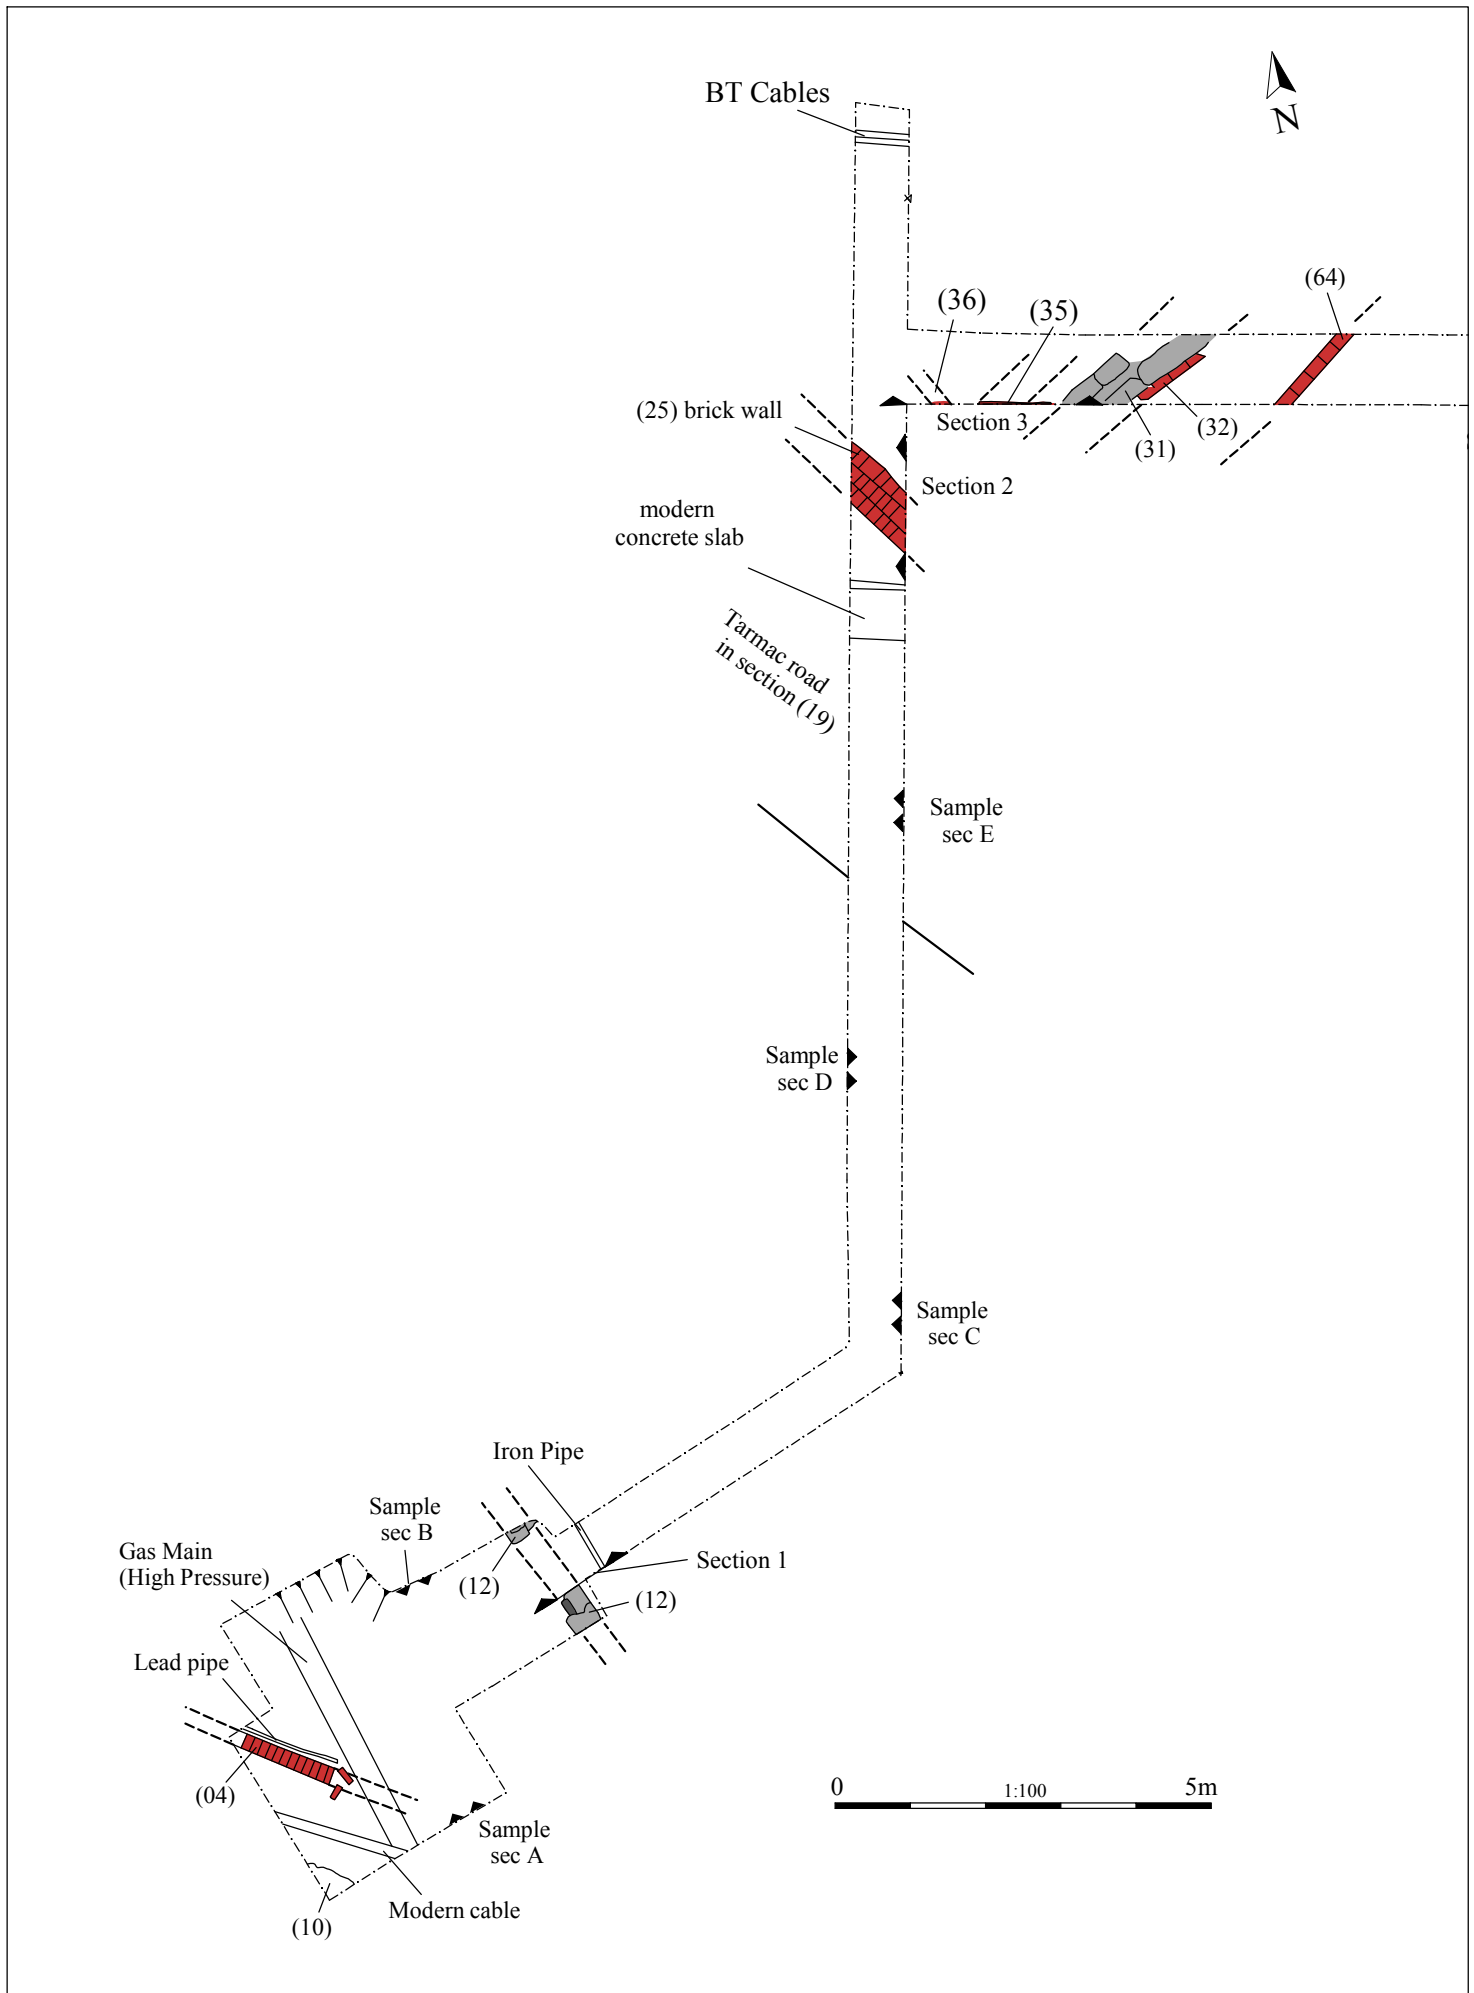 BT Cables
N
(64)
(36)
(35)
(25) brick wall
Section 3
(32)
(31)
Section 2
modern
concrete slab
Tarmac road
in section (19)
Sample
sec E
Sample
sec D
Sample
sec C
Iron Pipe
Sample
sec B
Gas Main
(High Pressure)
Section 1
(12)
(12)
Lead pipe
(04)
0
1:100
5m
Sample
sec A
Modern cable
(10)